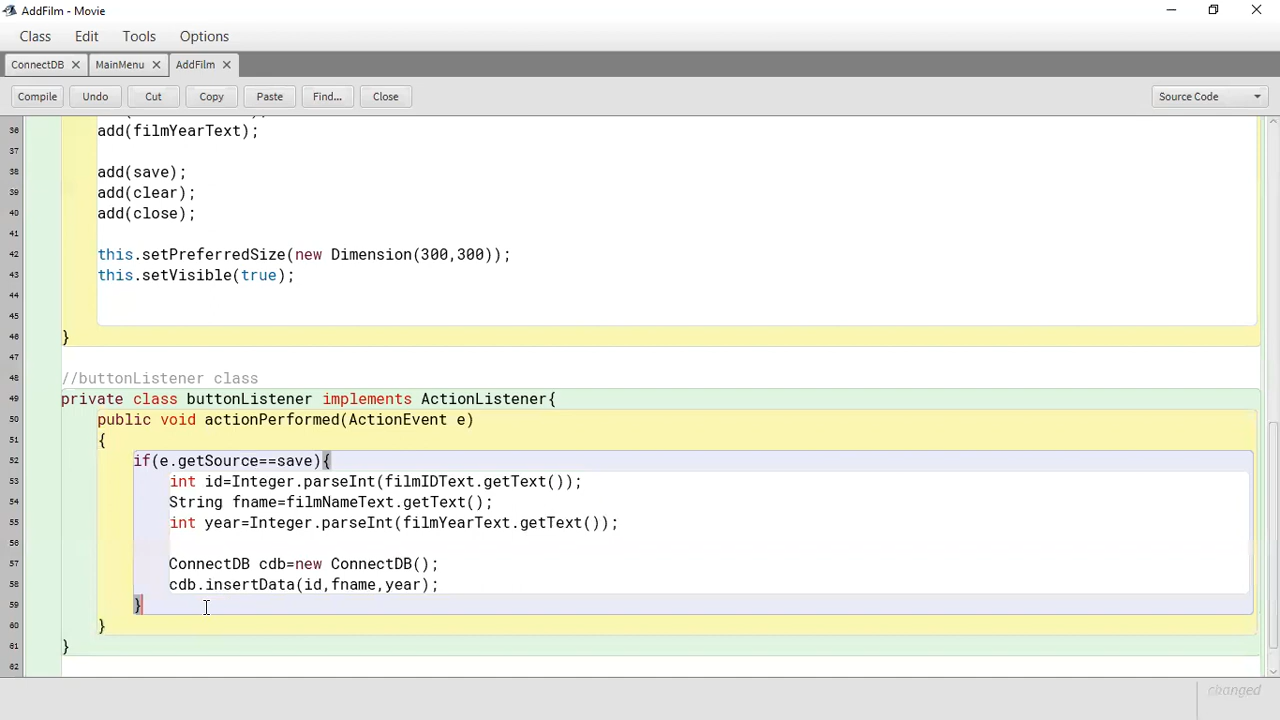 AddFilm - Movie
Class Edit Tools Options
ConnectDB MainMenu AddFilm
Compile Undo Cut Copy Paste Find... Close Source Code
36 add(filmYearText);
37
38 add(save);
39 add(clear);
40 add(close);
41
42 this.setPreferredSize(new Dimension(300,300));
43 this.setVisible(true);
44
45
46 }
47
48 //buttonListener class
49 private class buttonListener implements ActionListener{
50 public void actionPerformed(ActionEvent e)
51 {
52 if(e.getSource==save){
53 int id=Integer.parseInt(filmIDText.getText());
54 String fname=filmNameText.getText();
55 int year=Integer.parseInt(filmYearText.getText());
56
57 ConnectDB cdb=new ConnectDB();
58 cdb.insertData(id,fname,year);
59 }
60 }
61 }
62
changed